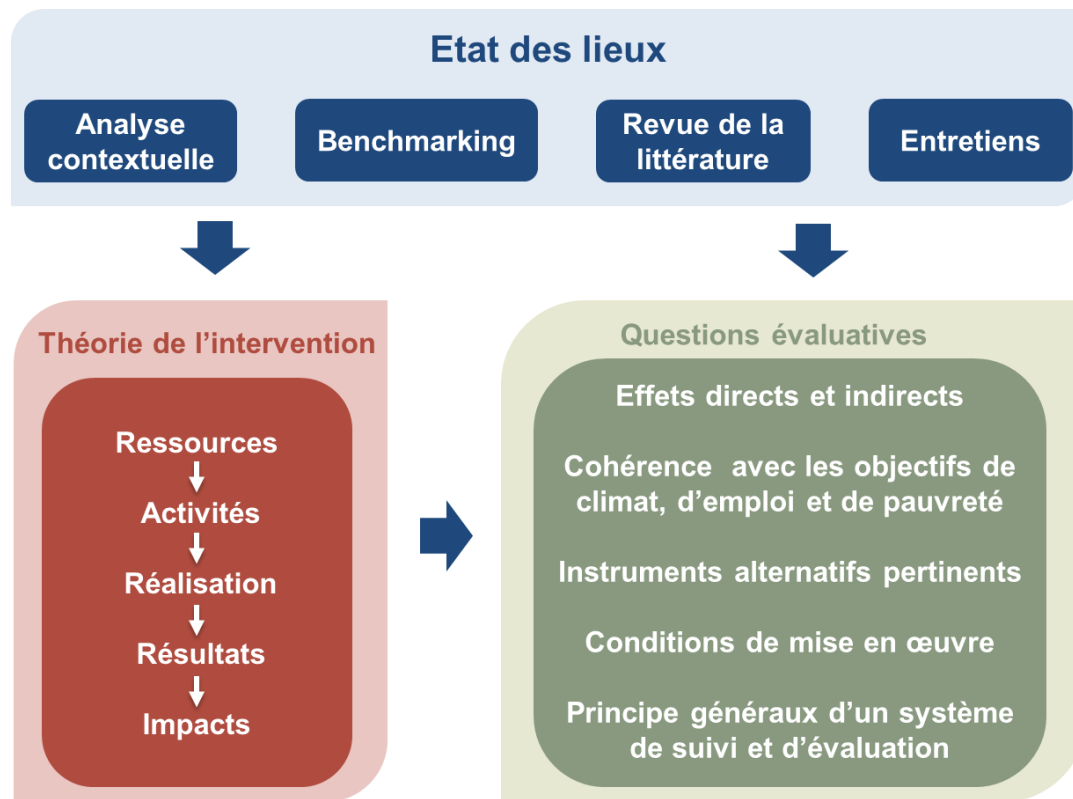 Etat des lieux
Analyse
contextuelle
Benchmarking
Revue de la
littérature
Entretiens
Théorie de l’intervention
Ressources
Activités
Réalisation
Résultats
Impacts
Questions évaluatives
Effets directs et indirects
Cohérence avec les objectifs de
climat, d’emploi et de pauvreté
Instruments alternatifs pertinents
Conditions de mise en œuvre
Principe généraux d’un système
de suivi et d’évaluation